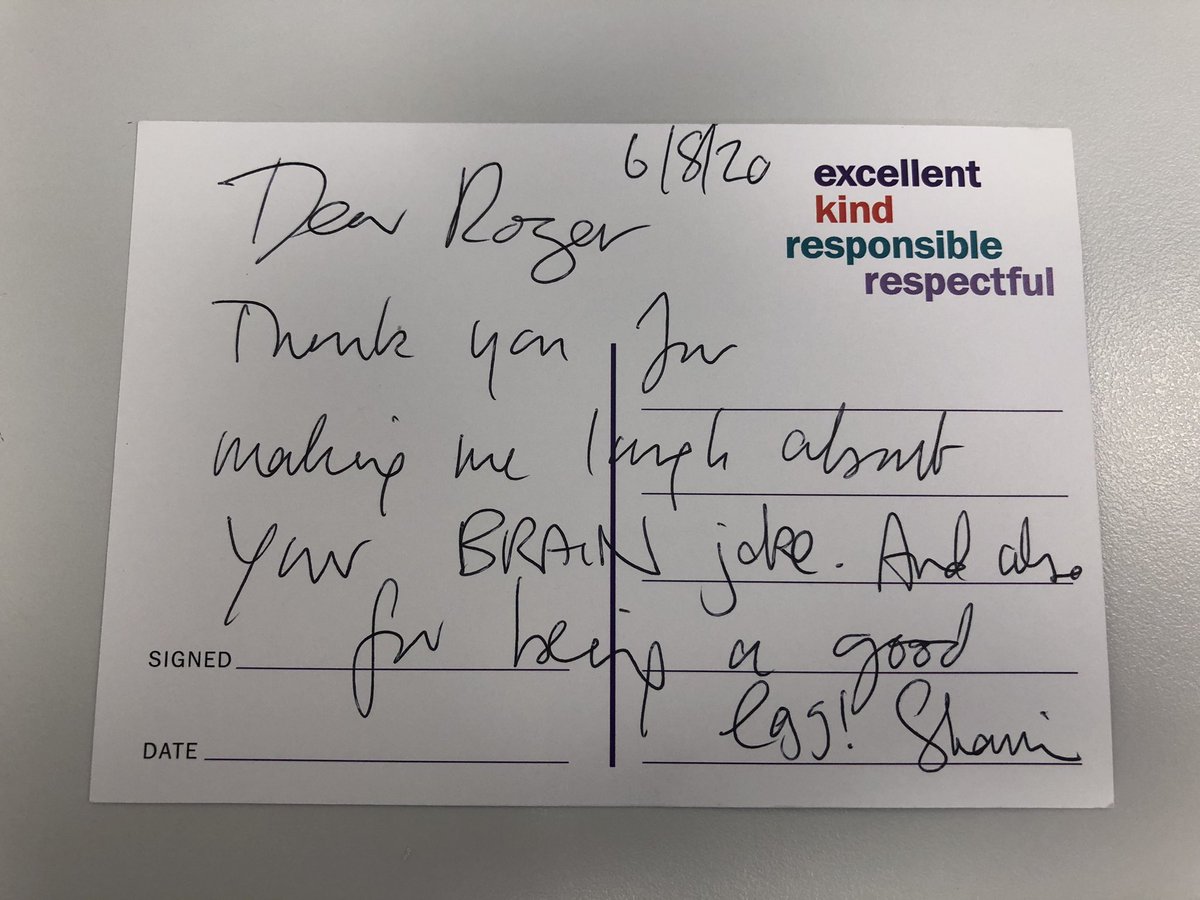 6/8/20
excellent
kind
responsible
respectful
Dear Roger
Thank you for
making me laugh about
your BRAIN joke. And also
for being a good
egg!
SIGNED
DATE